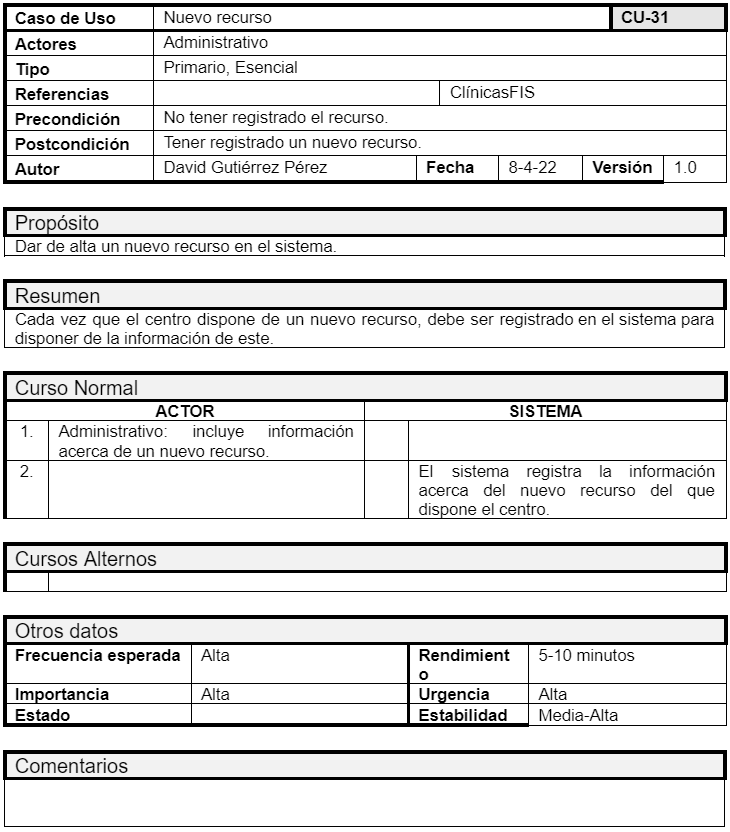 Caso de Uso Nuevo recurso CU-31
Actores Administrativo
Tipo Primario, Esencial
Referencias ClínicasFIS
Precondición No tener registrado el recurso.
Postcondición Tener registrado un nuevo recurso.
Autor David Gutiérrez Pérez Fecha 8-4-22 Versión 1.0
Propósito
Dar de alta un nuevo recurso en el sistema.
Resumen
Cada vez que el centro dispone de un nuevo recurso, debe ser registrado en el sistema para
disponer de la información de este.
Curso Normal
ACTOR SISTEMA
1. Administrativo: incluye información
acerca de un nuevo recurso.
2. El sistema registra la información
acerca del nuevo recurso del que
dispone el centro.
Cursos Alternos
Otros datos
Frecuencia esperada Alta Rendimient 5-10 minutos
o
Importancia Alta Urgencia Alta
Estado Estabilidad Media-Alta
Comentarios